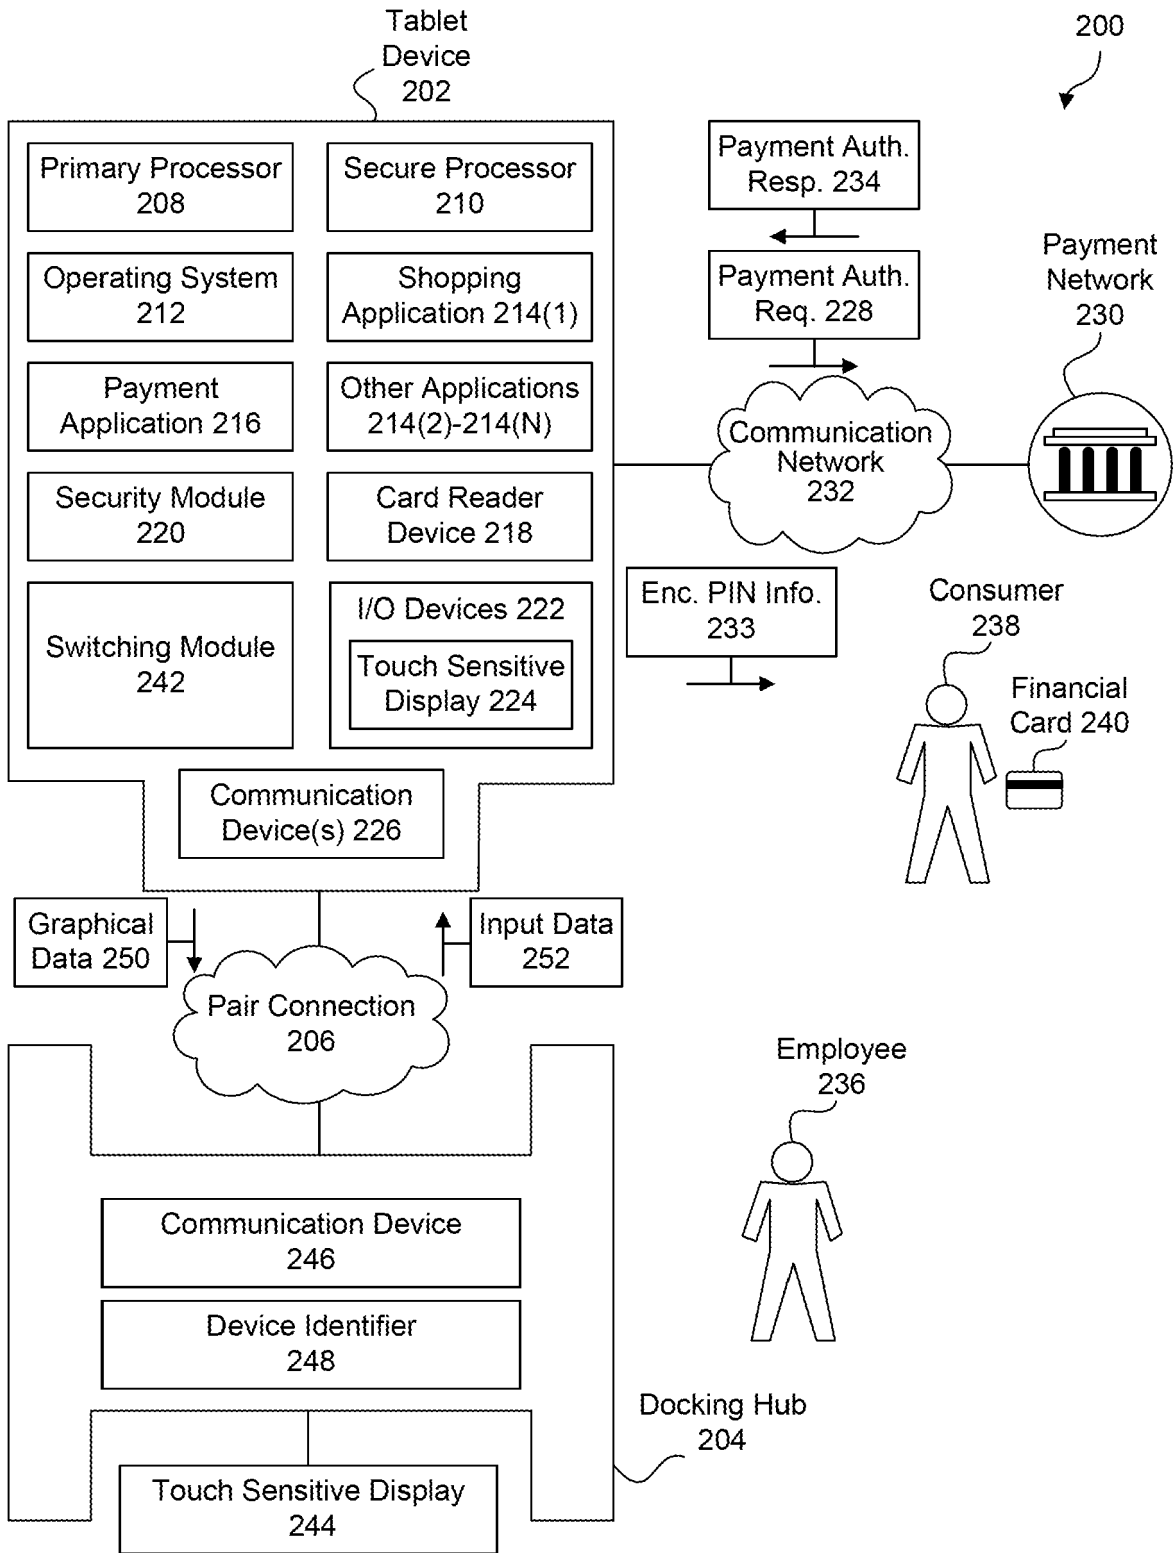 Tablet
Device
202
200
Primary Processor
208
Secure Processor
210
Operating System
212
Shopping
Application 214(1)
Payment
Application 216
Other Applications
214(2)-214(N)
Security Module
220
Card Reader
Device 218
Switching Module
242
I/O Devices 222
Touch Sensitive
Display 224
Communication
Device(s) 226
Payment Auth.
Resp. 234
Payment Auth.
Req. 228
Communication
Network
232
Payment
Network
230
Enc. PIN Info.
233
Consumer
238
Financial
Card 240
Graphical
Data 250
Input Data
252
Pair Connection
206
Employee
236
Communication Device
246
Device Identifier
248
Docking Hub
204
Touch Sensitive Display
244